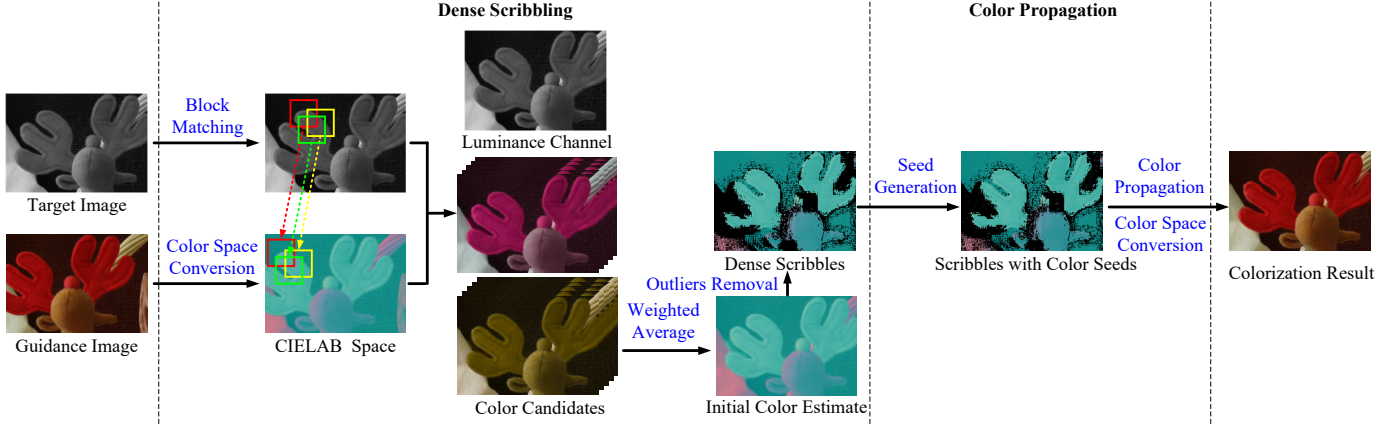 Dense Scribbling
Color Propagation
Block
Matching
Target Image
Color Space
Conversion
Guidance Image
CIELAB Space
Luminance Channel
Color Candidates
Weighted
Average
Outliers Removal
Dense Scribbles
Initial Color Estimate
Seed
Generation
Scribbles with Color Seeds
Color
Propagation
Color Space
Conversion
Colorization Result